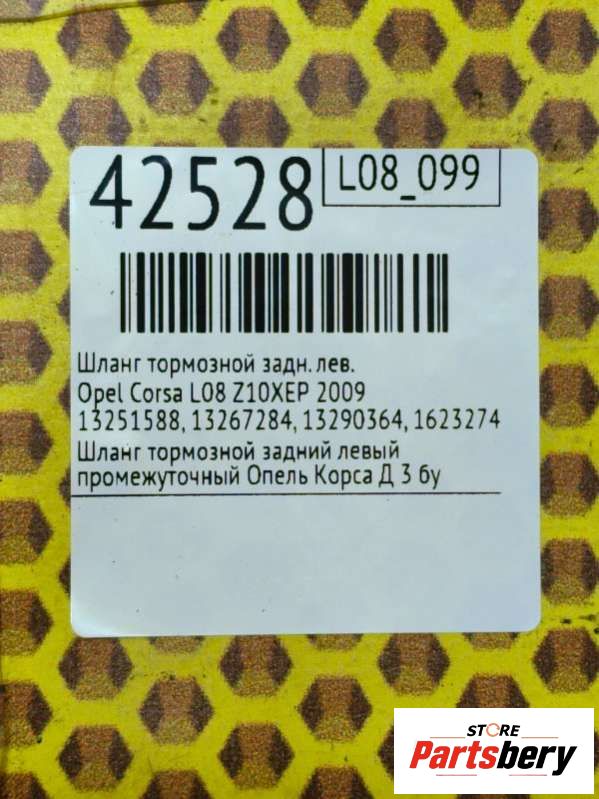 42528
L08_099
Шланг тормозной задн. лев.
Opel Corsa L08 Z10XEP 2009
13251588, 13267284, 13290364, 1623274
Шланг тормозной задний левый
промежуточный Опель Корса Д 3 бу
STORE
Partsbery